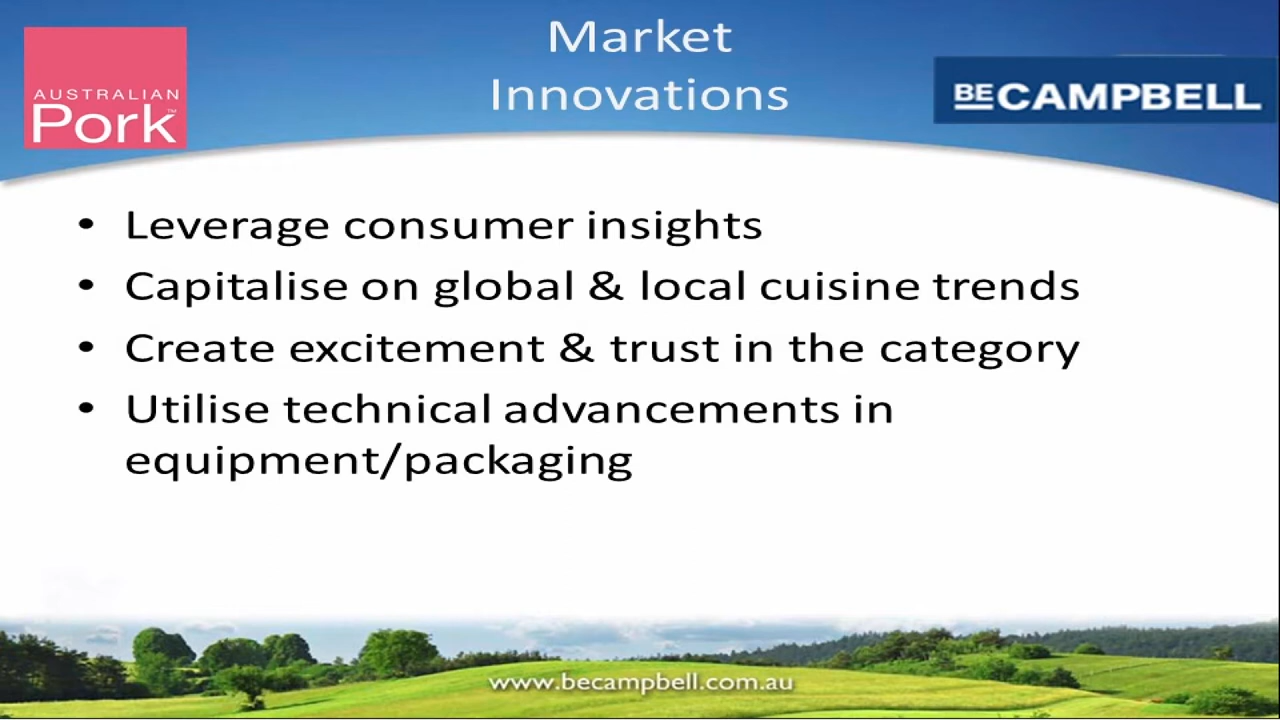 AUSTRALIAN
Pork™
Market
Innovations
BECAMPBELL
• Leverage consumer insights
• Capitalise on global & local cuisine trends
• Create excitement & trust in the category
• Utilise technical advancements in
equipment/packaging
www.becampbell.com.au